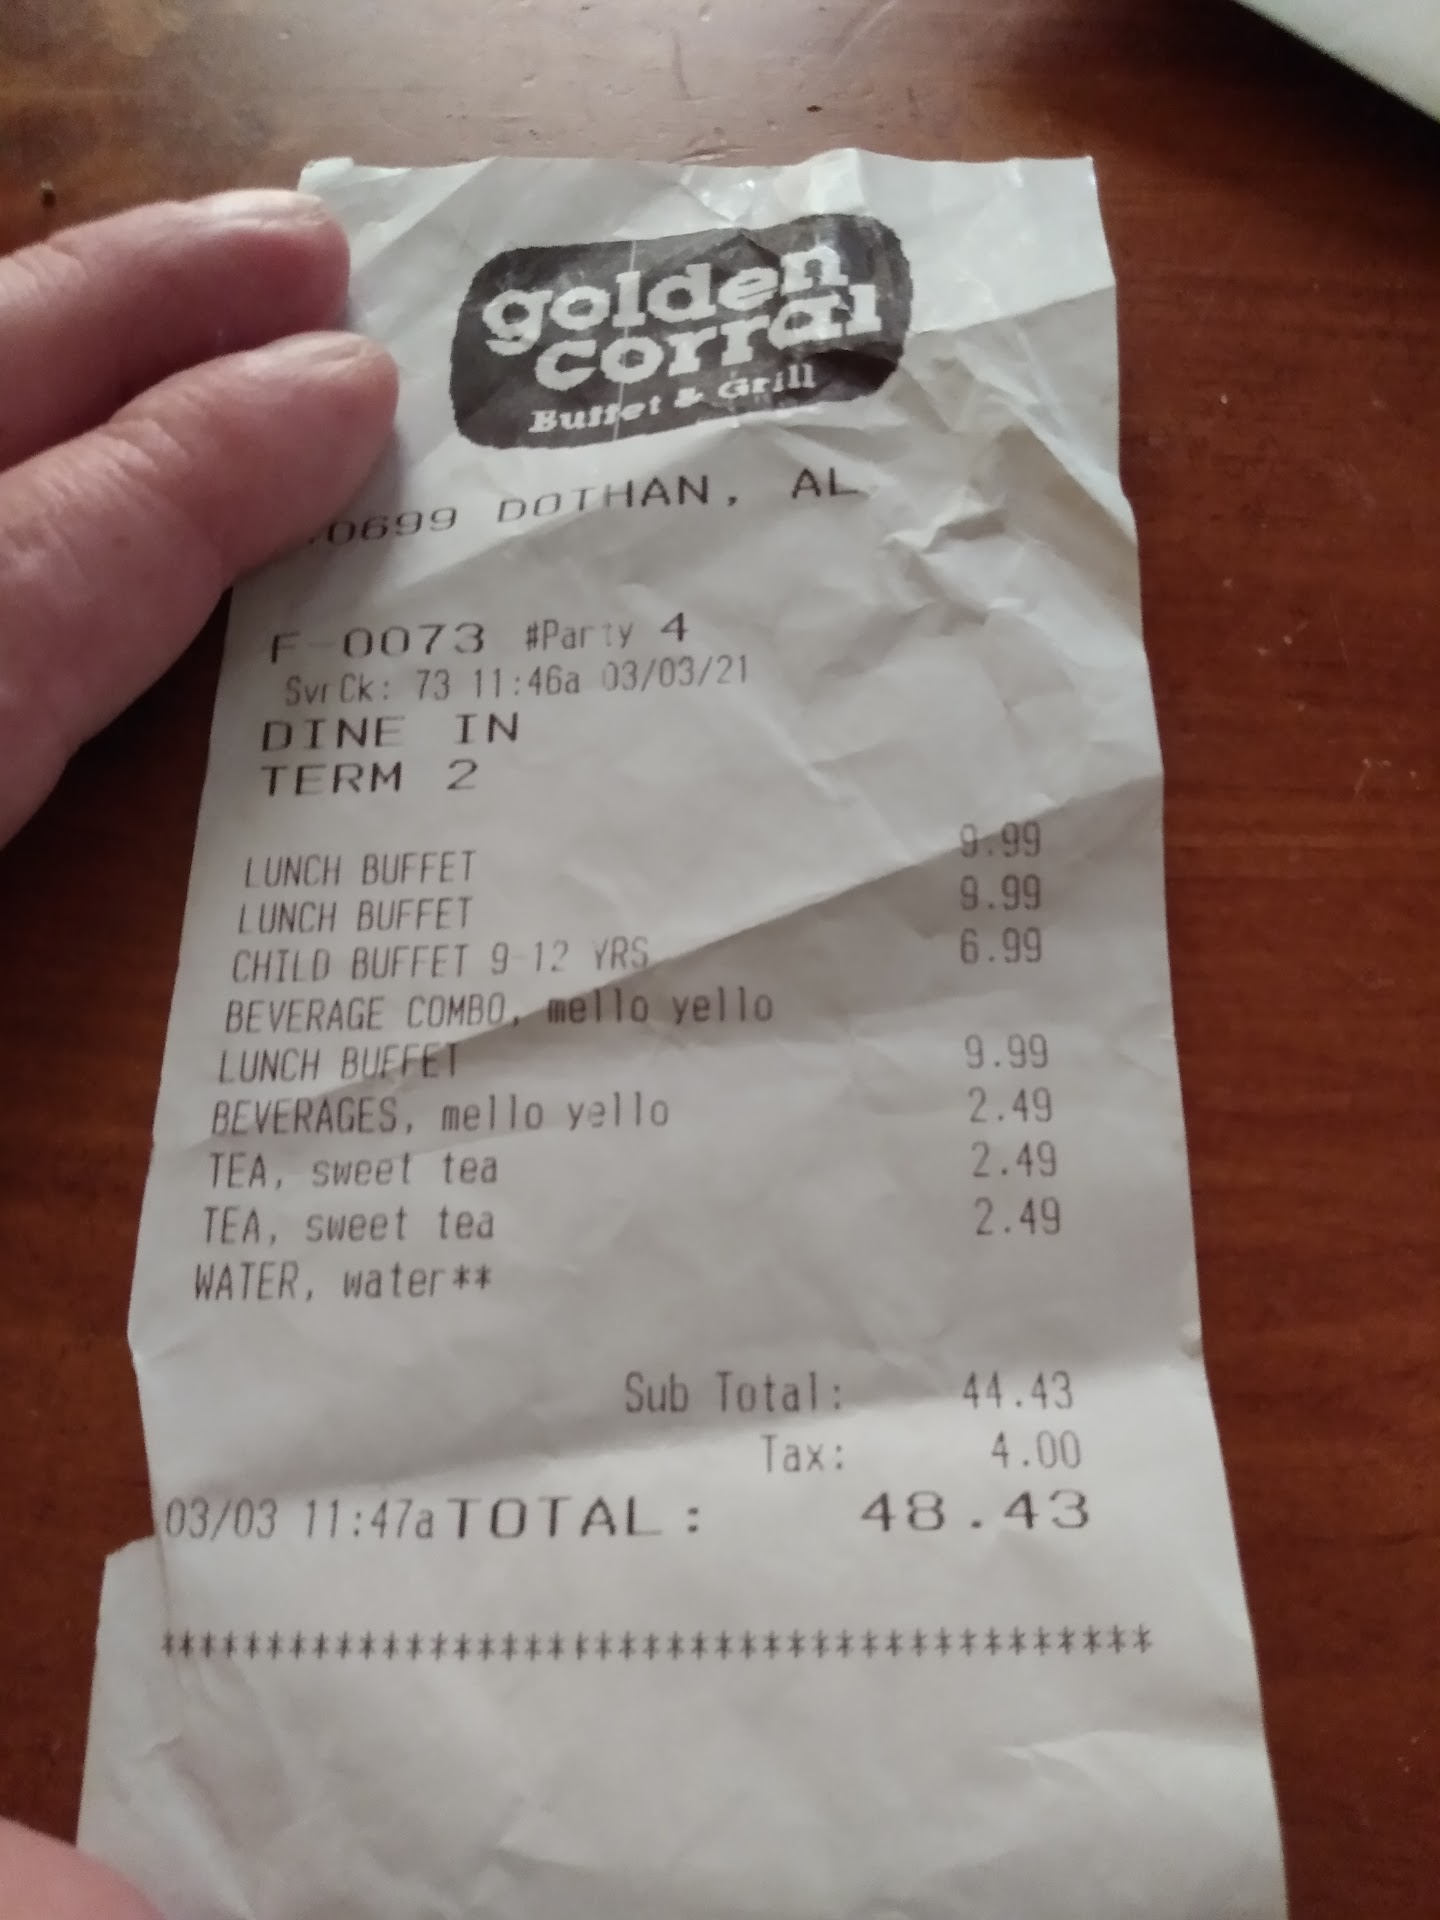 golden
corral
Buffet & Grill
0699 DOTHAN, AL
F-0073 #Party 4
SvrCk: 73 11:46a 03/03/21
DINE IN
TERM 2
LUNCH BUFFET 9.99
LUNCH BUFFET 9.99
CHILD BUFFET 9-12 YRS 6.99
BEVERAGE COMBO, mello yello
LUNCH BUFFET 9.99
BEVERAGES, mello yello 2.49
TEA, sweet tea 2.49
TEA, sweet tea 2.49
WATER, water**
Sub Total: 44.43
Tax: 4.00
03/03 11:47a TOTAL: 48.43
*******************************************